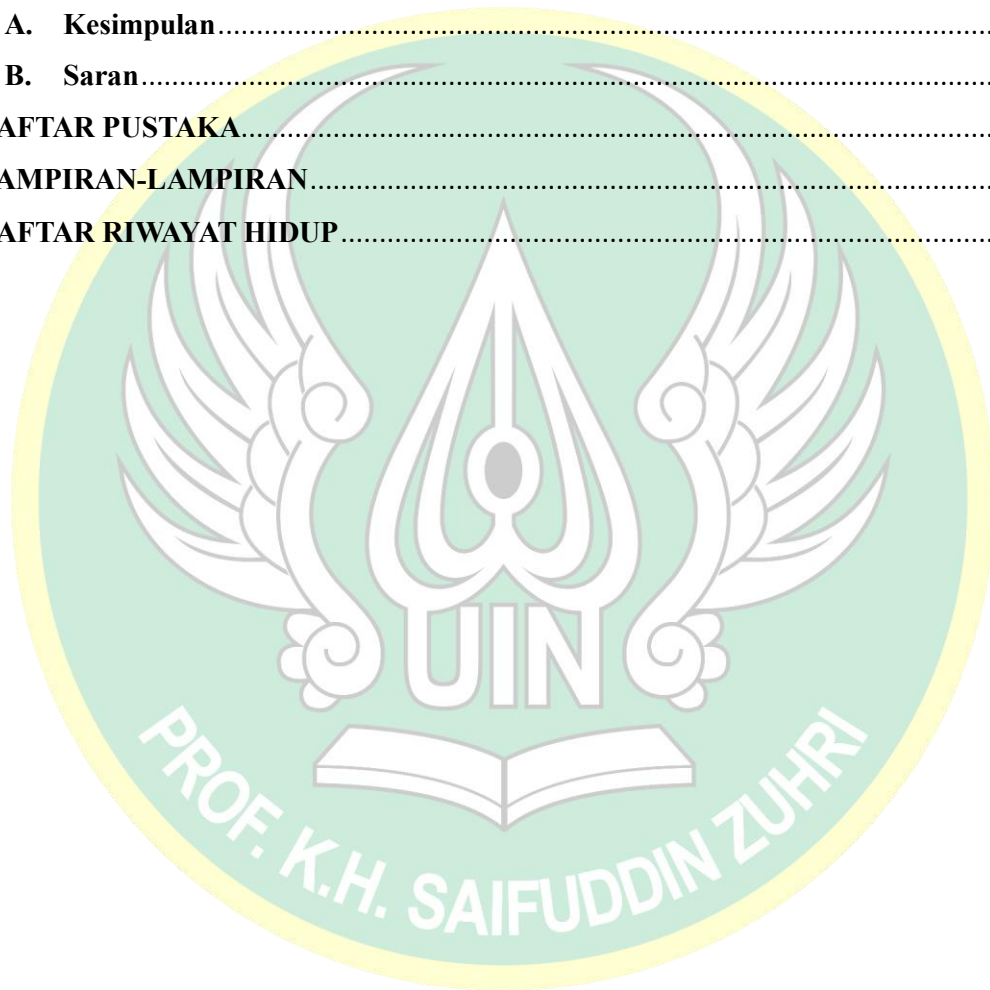 A. Kesimpulan........................................................................................................
B. Saran..................................................................................................................
AFTAR PUSTAKA....................................................................................................
AMPIRAN-LAMPIRAN...........................................................................................
AFTAR RIWAYAT HIDUP.......................................................................................
UIN
PROF. K.H. SAIFUDDIN ZUHRI